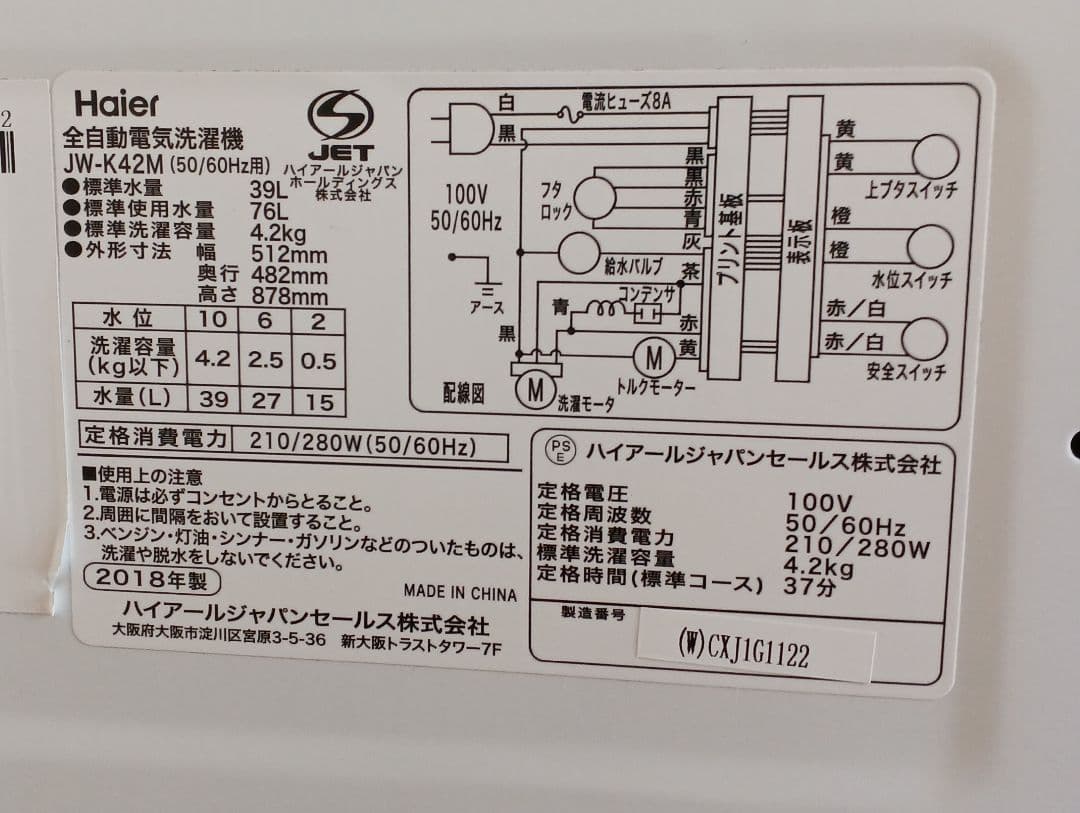 2
Haier
全自動電気洗濯機
JW-K42M (50/60Hz用)
JET
ハイアールジャパン
ホールディングス
株式会社
●標準水量 39L
●標準使用水量 76L
●標準洗濯容量 4.2kg
●外形寸法 幅 512mm
奥行 482mm
高さ 878mm
水位 10 6 2
洗濯容量(kg以下) 4.2 2.5 0.5
水量(L) 39 27 15
定格消費電力 210/280W(50/60Hz)
■使用上の注意
1.電源は必ずコンセントからとること。
2.周囲に間隔をおいて設置すること。
3.ベンジン・灯油・シンナー・ガソリンなどのついたものは、
洗濯や脱水をしないでください。
2018年製
MADE IN CHINA
ハイアールジャパンセールス株式会社
大阪府大阪市淀川区宮原3-5-36 新大阪トラストタワー7F
白
電流ヒューズ8A
黒
100V
50/60Hz
アース
フタ
ロック
黒
黒
赤
青
灰
給水バルブ
茶
コンデンサ
青
赤
黒
黄
M
トルクモーター
M
洗濯モータ
配線図
プリント基板
表示板
黄
黄
上ブタスイッチ
橙
橙
水位スイッチ
赤/白
赤/白
安全スイッチ
PS
E
ハイアールジャパンセールス株式会社
定格電圧 100V
定格周波数 50/60Hz
定格消費電力 210/280W
標準洗濯容量 4.2kg
定格時間(標準コース) 37分
製造番号
(W)CXJ1G1122